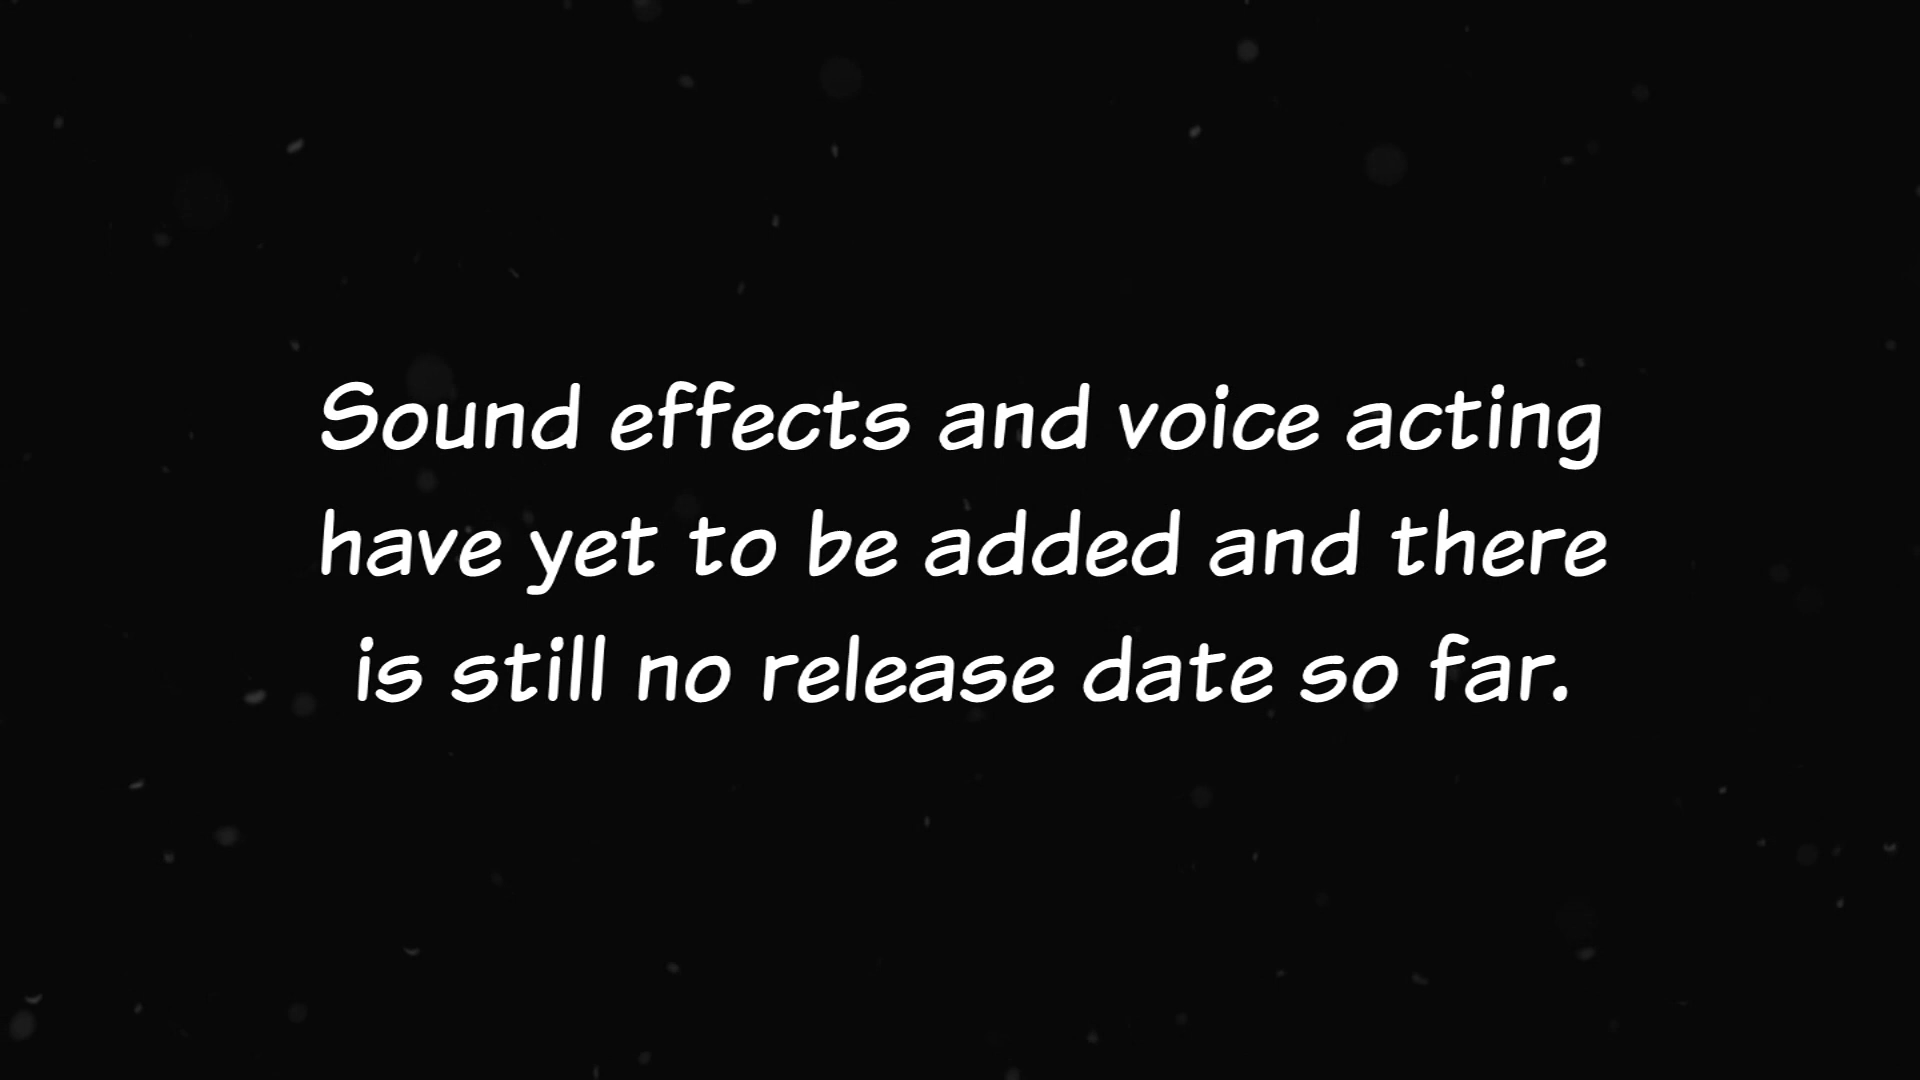 Sound effects and voice acting
have yet to be added and there
is still no release date so far.